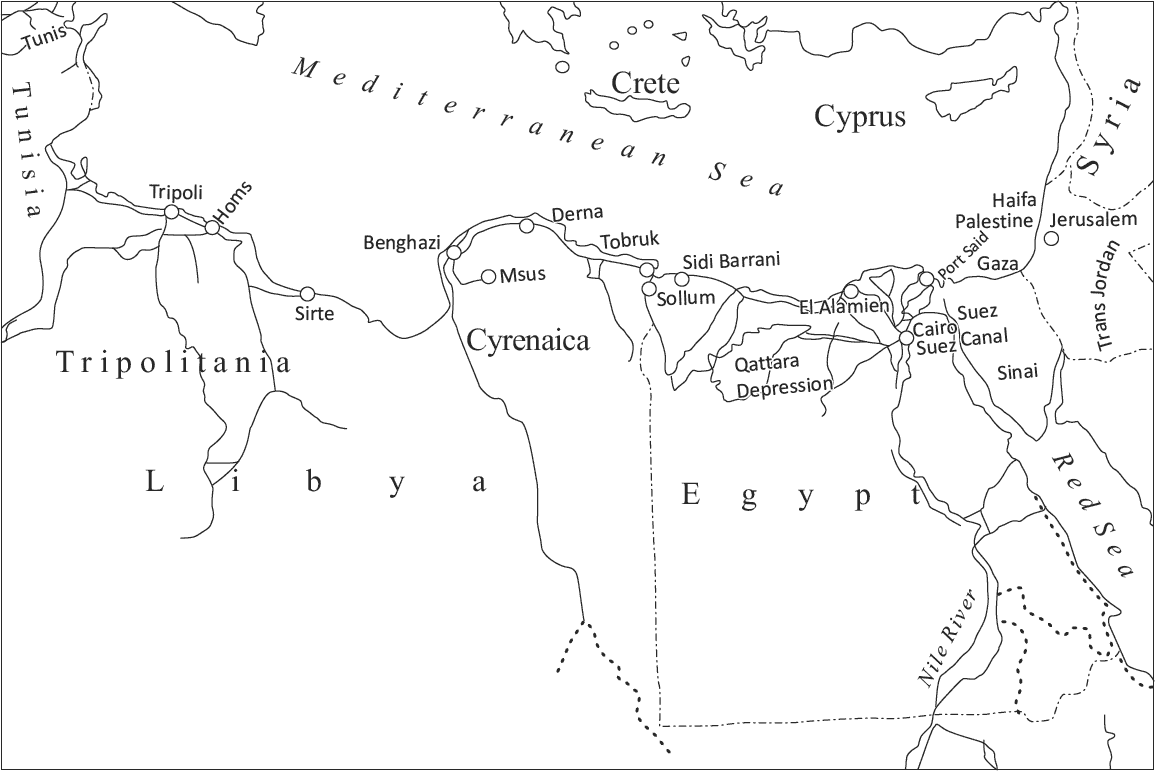 Tunis
Tunisia
Mediterranean Sea
Crete
Cyprus
Syria
Tripoli
Homs
Sirte
Benghazi
Derna
Msus
Tobruk
Sollum
Sidi Barrani
El Alamien
Port Said
Gaza
Haifa
Palestine
Jerusalem
Trans Jordan
Cairo
Suez
Suez Canal
Sinai
Qattara
Depression
Tripolitania
Cyrenaica
Libya
Egypt
Red Sea
Nile River